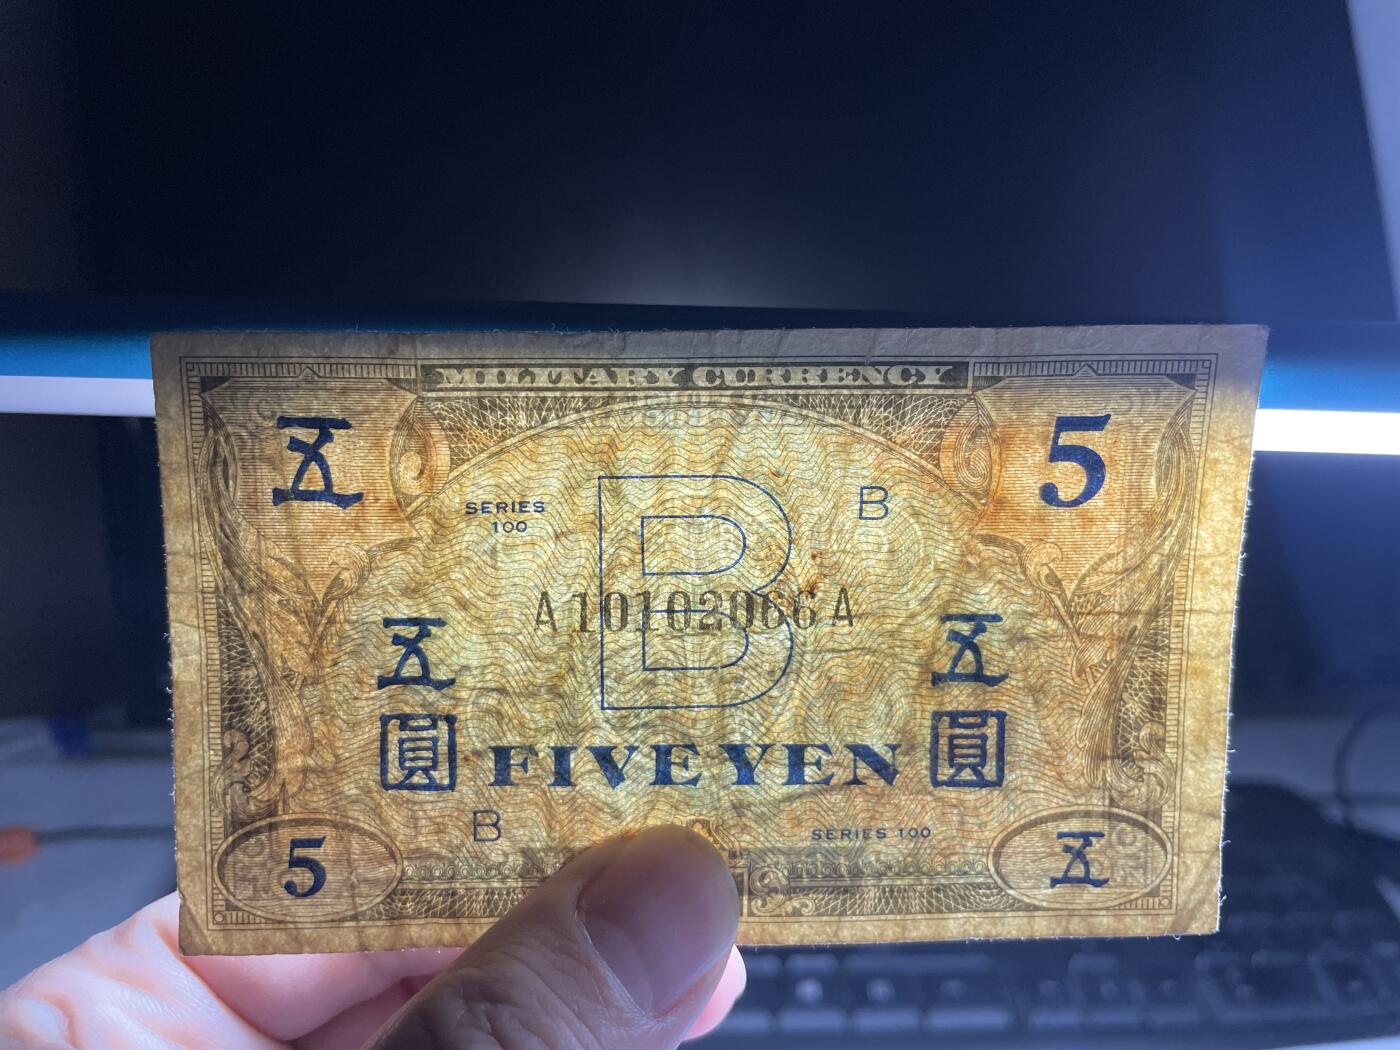 MILITARY CURRENCY
五 5
SERIES
100
B
B
A10102066A
五 五
圓 FIVE YEN 圓
B SERIES 100
5 五